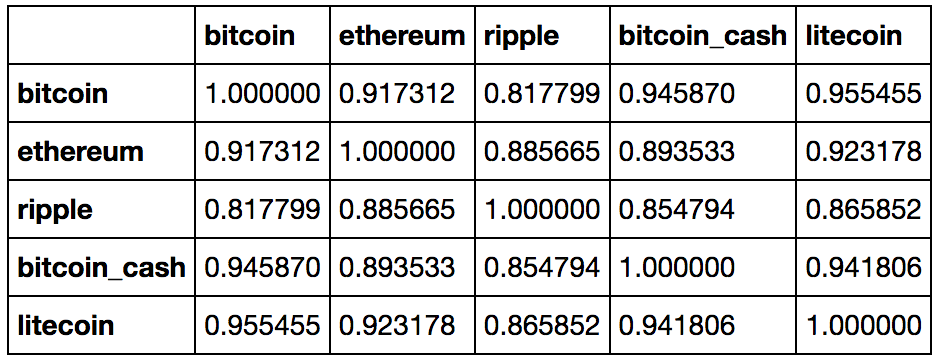 bitcoin ethereum ripple bitcoin_cash litecoin
bitcoin 1.000000 0.917312 0.817799 0.945870 0.955455
ethereum 0.917312 1.000000 0.885665 0.893533 0.923178
ripple 0.817799 0.885665 1.000000 0.854794 0.865852
bitcoin_cash 0.945870 0.893533 0.854794 1.000000 0.941806
litecoin 0.955455 0.923178 0.865852 0.941806 1.000000